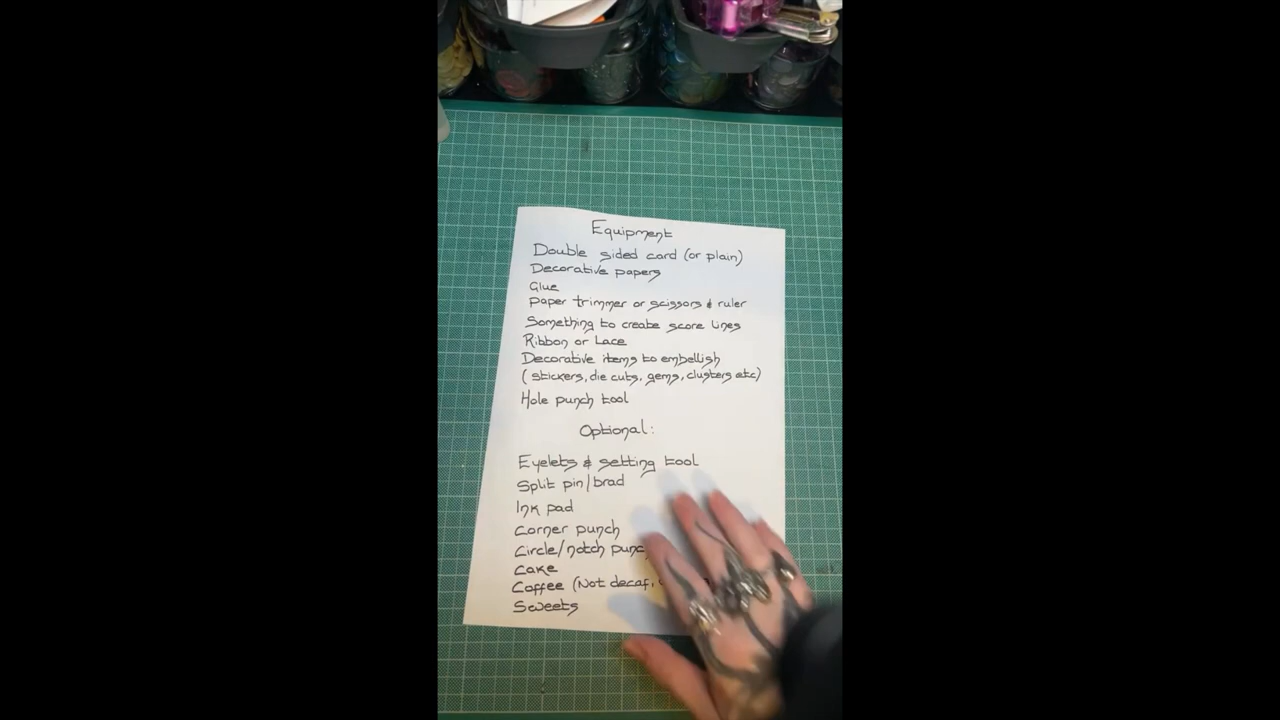 Equipment
Double sided card (or plain)
Decorative papers
Glue
paper trimmer or scissors & ruler
Something to create score lines
Ribbon or Lace
Decorative items to embellish
(stickers, die cuts, gems, clusters etc)
Hole punch tool
Optional:
Eyelets & setting tool
Split pin/brad
Ink pad
Corner punch
Circle/notch
Cake
Coffee (Not decaf,
Sweets